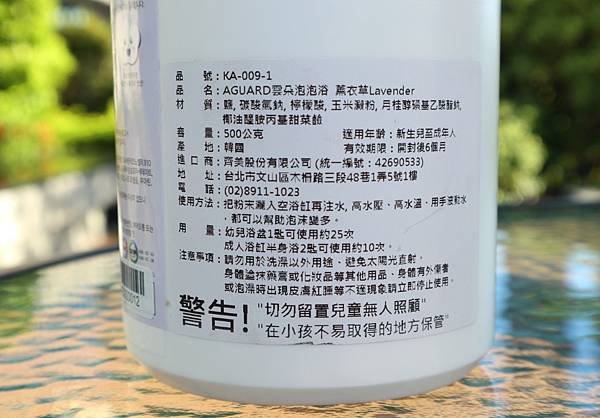 品　號：KA-009-1
品　名：AGUARD雲朵泡泡浴 薰衣草Lavender
材　質：鹽, 碳酸氫鈉, 檸檬酸, 玉米澱粉, 月桂醇磺基乙酸酯鈉,
椰油醯胺丙基甜菜鹼
容　量：500公克　適用年齡：新生兒至成年人
產　地：韓國　有效期限：開封後6個月
進 口 商：齊美股份有限公司 (統一編號：42690533)
地　址：台北市文山區木柵路三段48巷1弄5號1樓
電　話：(02)8911-1023
使用方法：把粉末灑入空浴缸再注水, 高水壓、高水溫、用手波動水
，都可以幫助泡沫變多。
用　量：幼兒浴盆1匙可使用約25次
成人浴缸半身浴2匙可使用約10次。
注意事項：請勿用於洗澡以外用途、避免太陽光直射。
身體塗抹藥膏或化妝品等其他用品、身體有外傷者
或泡澡時出現皮膚紅腫等不適現象請立即停止使用。
警告!
"切勿留置兒童無人照顧"
"在小孩不易取得的地方保管"